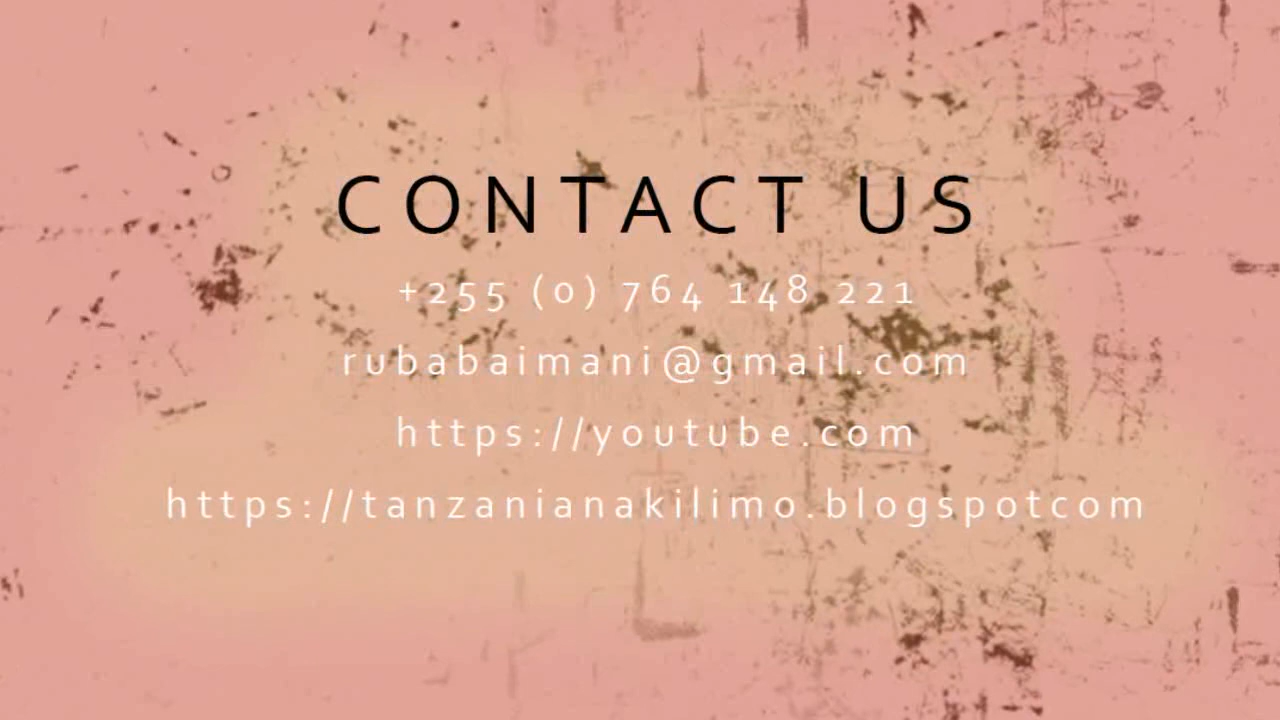 CONTACT US
+255 (0) 764 148 221
rubabaimani@gmail.com
https://youtube.com
https://tanzanianakilimo.blogspotcom